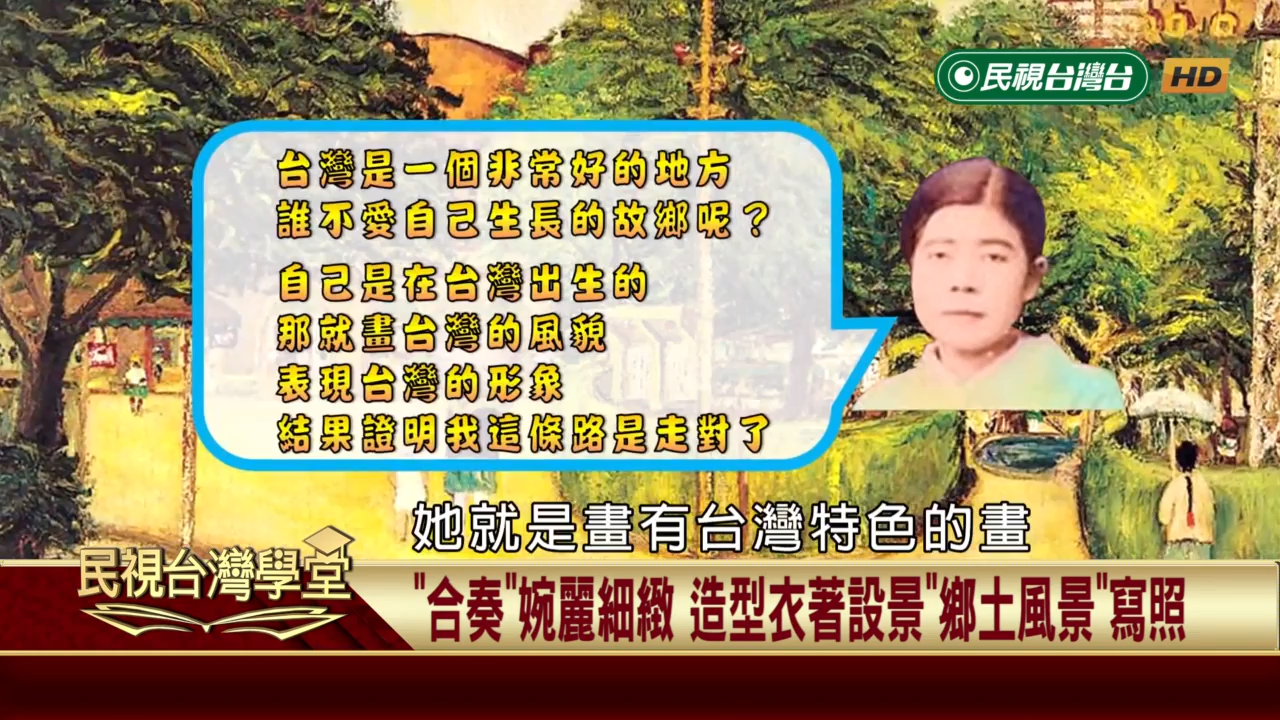 民視台灣台 HD
台灣是一個非常好的地方
誰不愛自己生長的故鄉呢？
自己是在台灣出生的
那就畫台灣的風貌
表現台灣的形象
結果證明我這條路是走對了
她就是畫有台灣特色的畫
民視台灣學堂
"合奏"婉麗細緻 造型衣著設景"鄉土風景"寫照